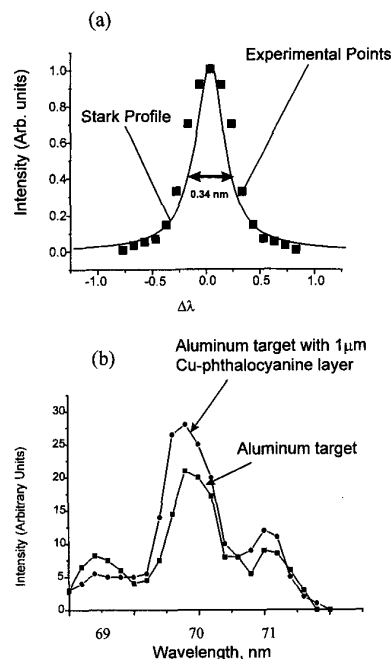 (a)
Intensity (Arb. units)
1.0
0.8
0.6
0.4
0.2
0.0
Experimental Points
Stark Profile
0.34 nm
-1.0
-0.5
0.0
0.5
1.0
Δλ
(b)
Aluminum target with 1μm
Cu-phthalocyanine layer
Aluminum target
Intensity (Arbitrary Units)
30
25
20
15
10
5
0
69
70
71
Wavelength, nm